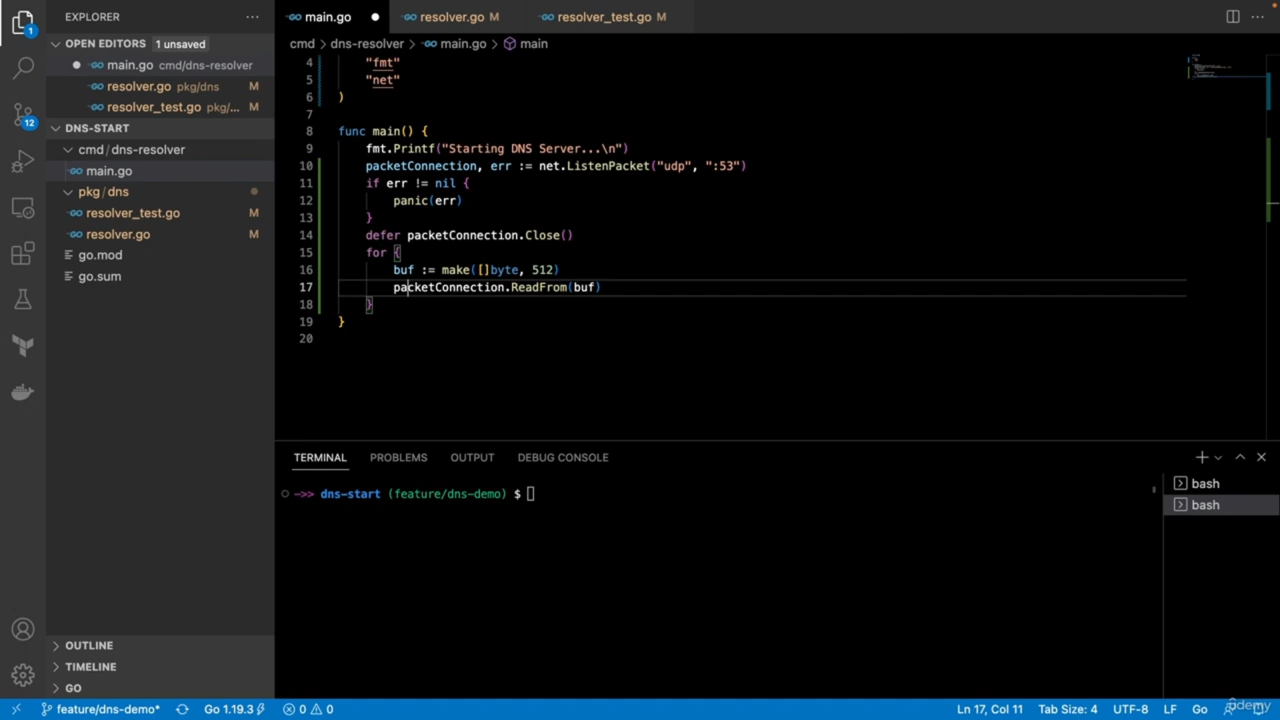 EXPLORER
OPEN EDITORS 1 unsaved
main.go cmd/dns-resolver
resolver.go pkg/dns M
resolver_test.go pkg/... M
DNS-START
cmd/dns-resolver
main.go
pkg/dns
resolver_test.go M
resolver.go M
go.mod
go.sum
OUTLINE
TIMELINE
GO
1
12
main.go
resolver.go M
resolver_test.go M
cmd > dns-resolver > main.go > main
4 "fmt"
5 "net"
6 )
7
8 func main() {
9 fmt.Printf("Starting DNS Server...\n")
10 packetConnection, err := net.ListenPacket("udp", ":53")
11 if err != nil {
12 panic(err)
13 }
14 defer packetConnection.Close()
15 for {
16 buf := make([]byte, 512)
17 packetConnection.ReadFrom(buf)
18 }
19 }
20
TERMINAL PROBLEMS OUTPUT DEBUG CONSOLE
->> dns-start (feature/dns-demo) $
bash
bash
feature/dns-demo* Go 1.19.3 0 0 Ln 17, Col 11 Tab Size: 4 UTF-8 LF Go
udemy